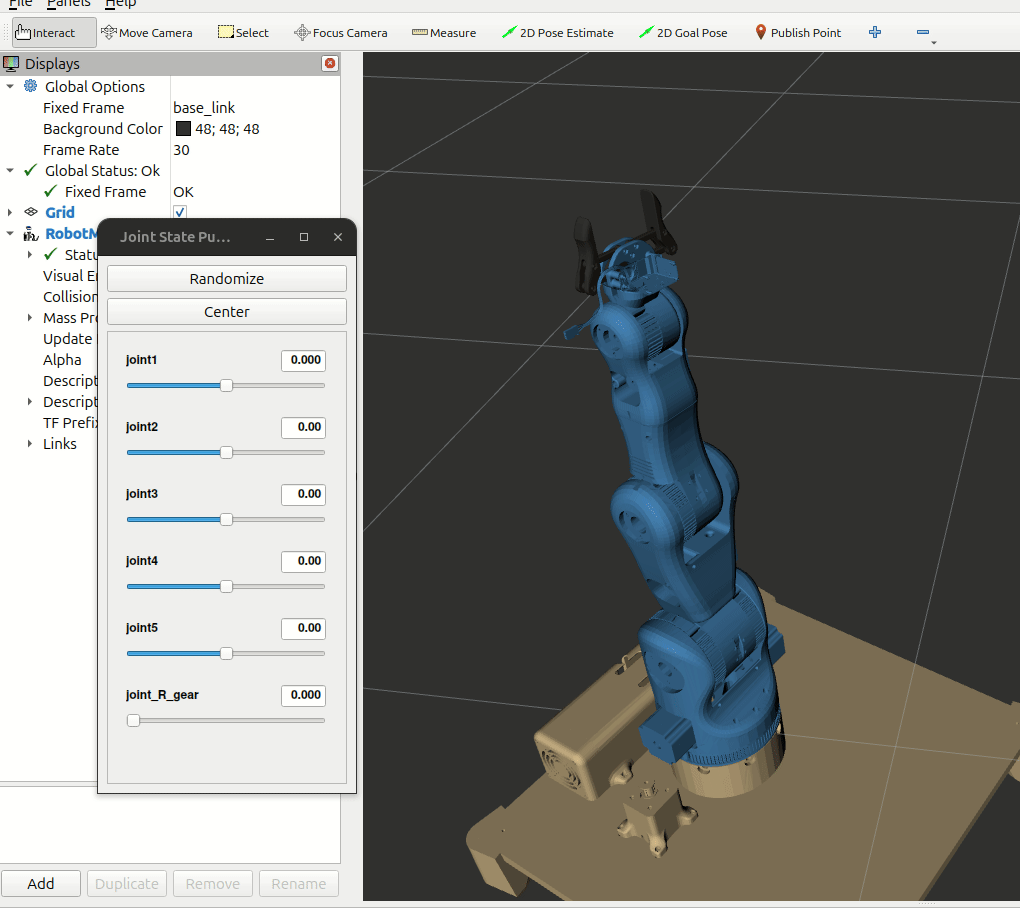 File Panels Help
Interact Move Camera Select Focus Camera Measure 2D Pose Estimate 2D Goal Pose Publish Point
Displays
Global Options
Fixed Frame base_link
Background Color 48; 48; 48
Frame Rate 30
Global Status: Ok
Fixed Frame OK
Grid
RobotM
Statu
Visual E
Collision
Mass Pr
Update
Alpha
Descript
Descript
TF Prefi
Links
Joint State Pu...
Randomize
Center
joint1 0.000
joint2 0.00
joint3 0.00
joint4 0.00
joint5 0.00
joint_R_gear 0.000
Add Duplicate Remove Rename